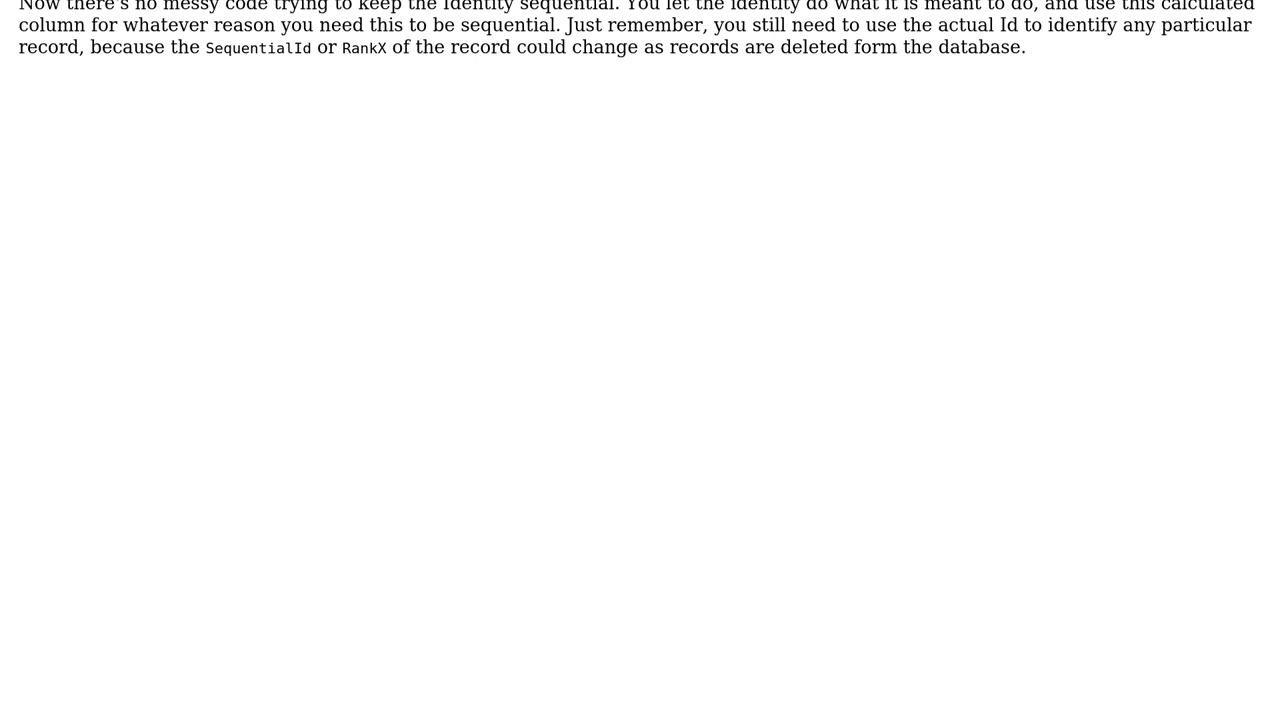 Now there's no messy code trying to keep the Identity sequential. You let the identity do what it is meant to do, and use this calculated
column for whatever reason you need this to be sequential. Just remember, you still need to use the actual Id to identify any particular
record, because the SequentialId or RankX of the record could change as records are deleted form the database.